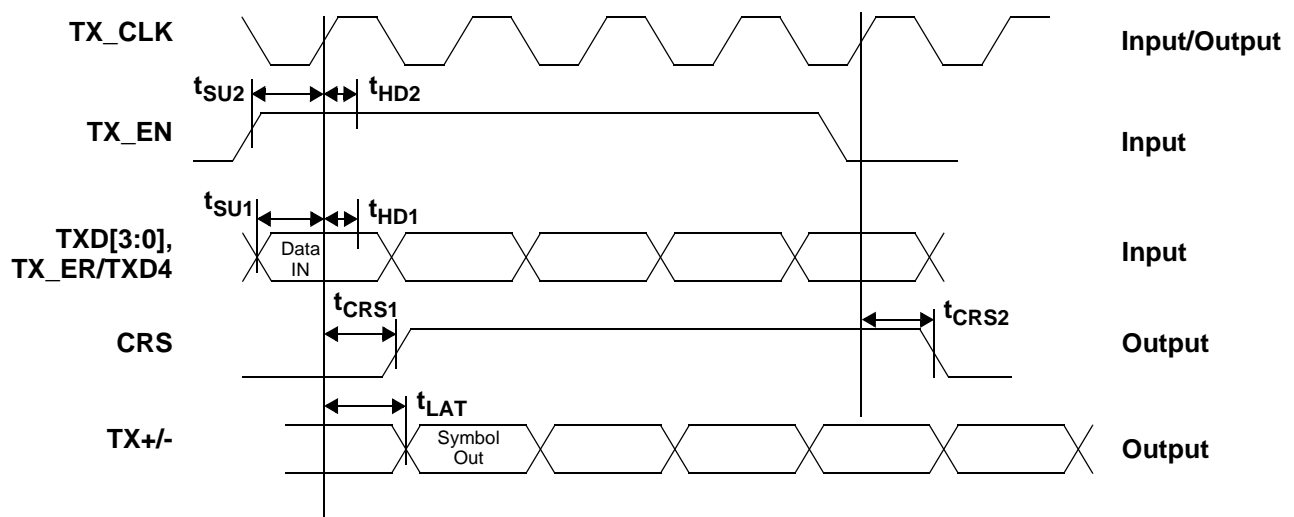 TX_CLK
Input/Output
tSU2
tHD2
TX_EN
Input
tSU1
tHD1
TXD[3:0],
TX_ER/TXD4
Data
IN
Input
tCRS1
tCRS2
CRS
Output
tLAT
TX+/-
Symbol
Out
Output